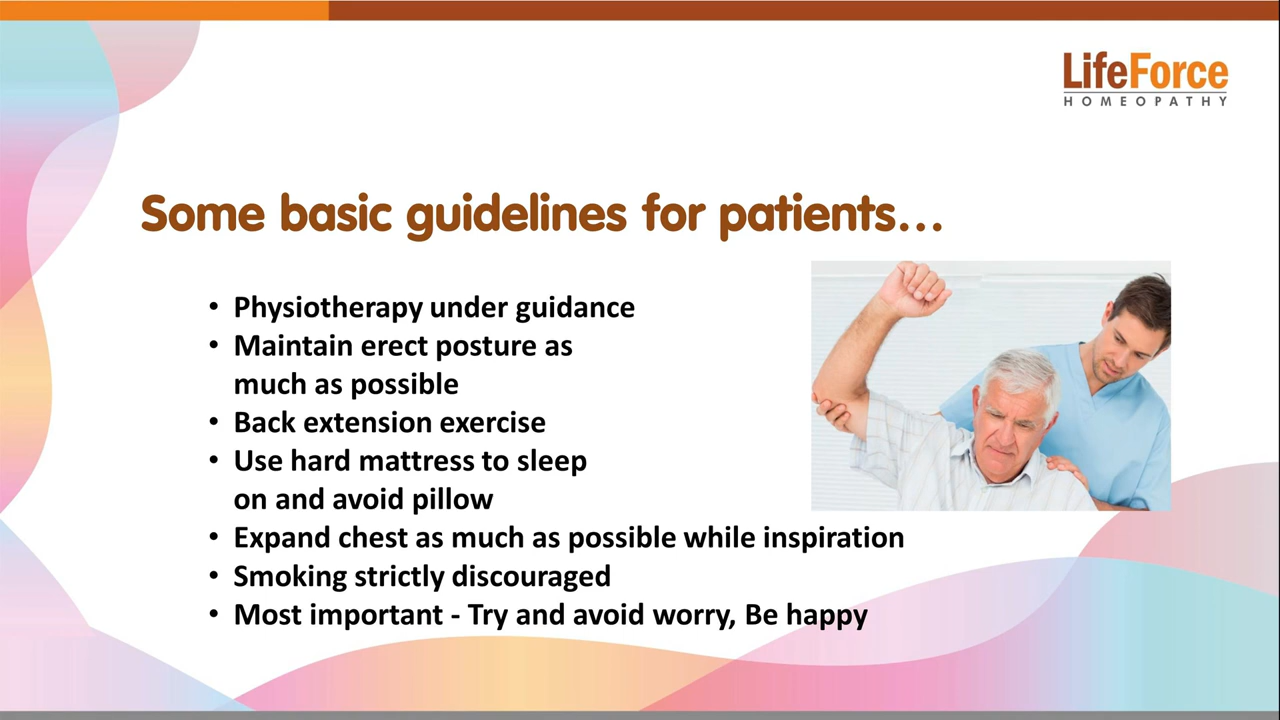 LifeForce
HOMEOPATHY
Some basic guidelines for patients...
• Physiotherapy under guidance
• Maintain erect posture as
much as possible
• Back extension exercise
• Use hard mattress to sleep
on and avoid pillow
• Expand chest as much as possible while inspiration
• Smoking strictly discouraged
• Most important - Try and avoid worry, Be happy